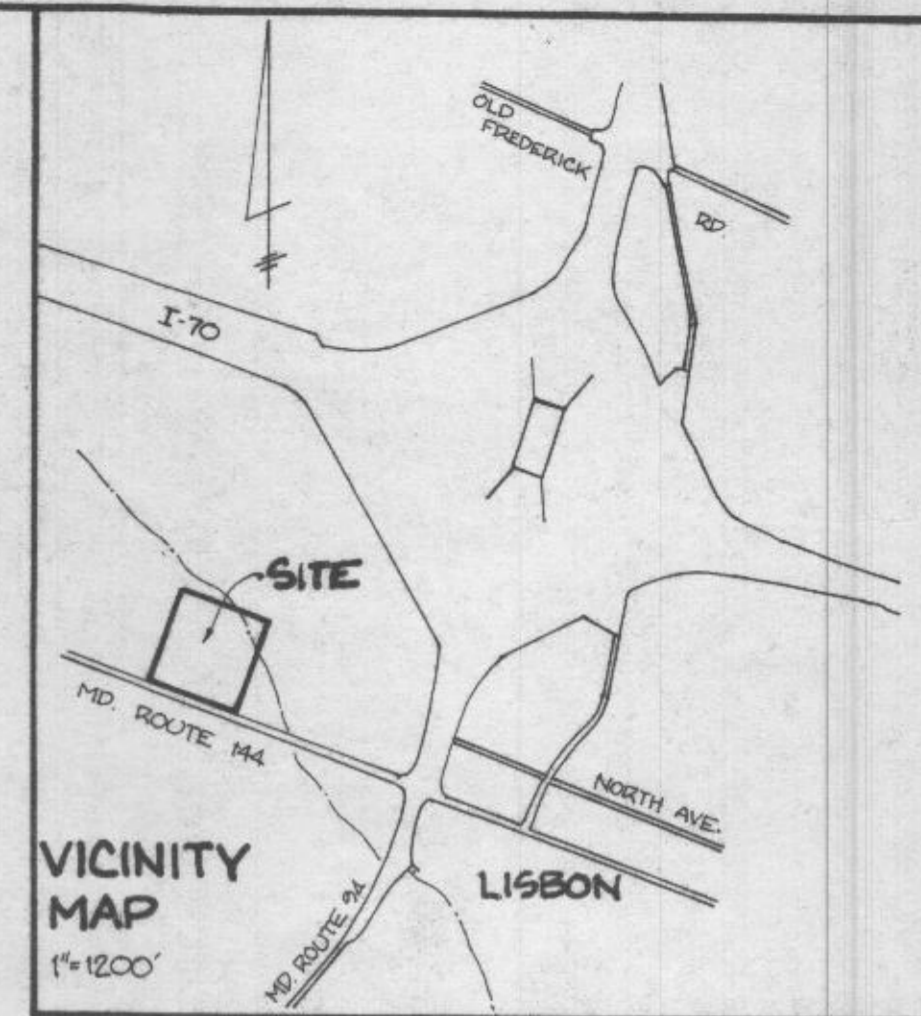 OLD
FREDERICK
RD
I-70
SITE
MD. ROUTE 144
NORTH AVE.
LISBON
MD. ROUTE 94
VICINITY
MAP
1"=1200'